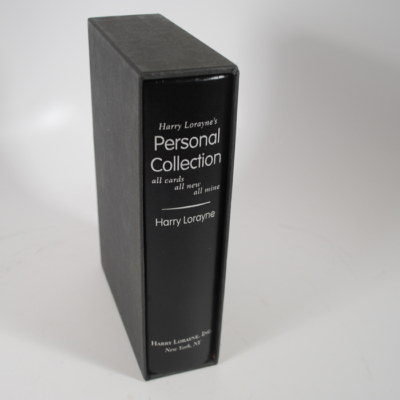 Harry Lorayne's
Personal
Collection
all cards
all new
all mine
Harry Lorayne
HARRY LORAYNE, INC.
New York, NY